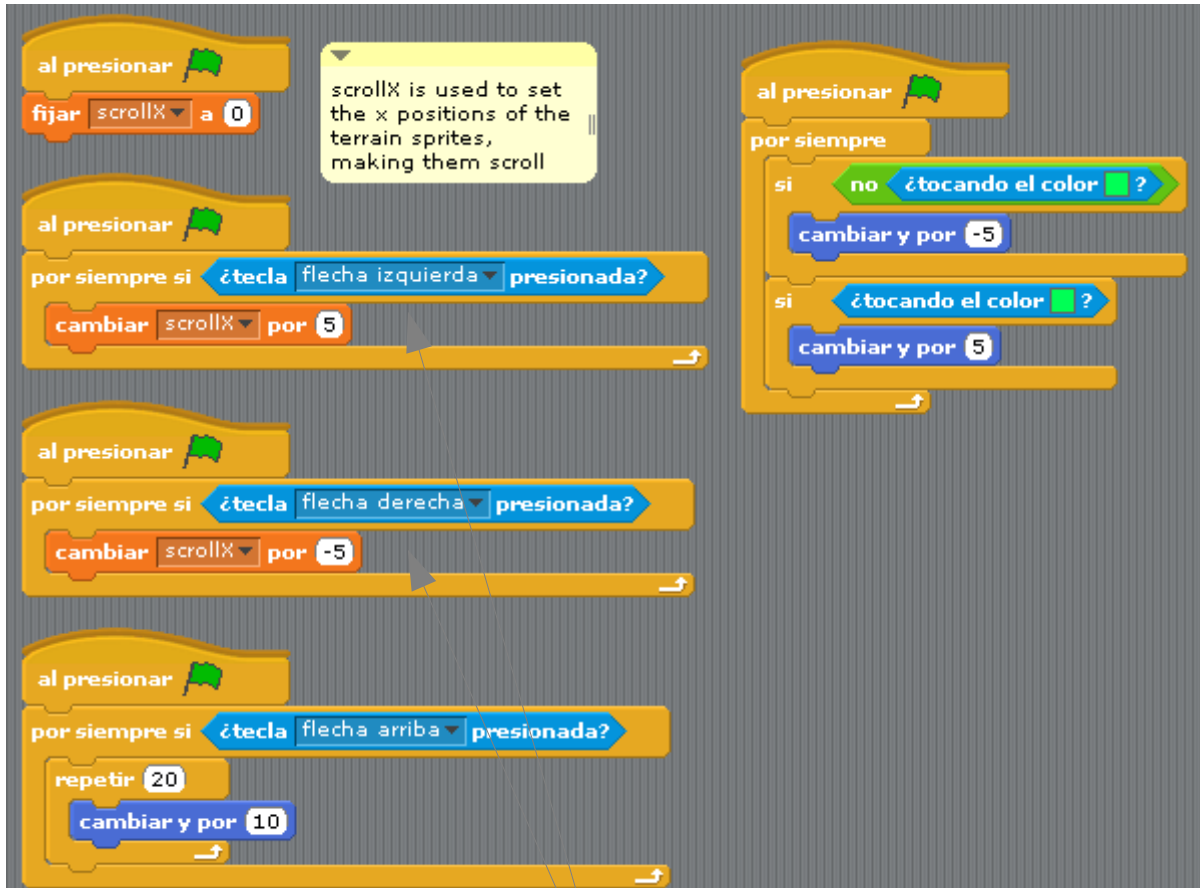 al presionar
fijar scrollX a 0
scrollX is used to set
the x positions of the
terrain sprites,
making them scroll
al presionar
por siempre si ¿tecla flecha izquierda presionada?
cambiar scrollX por 5
al presionar
por siempre si ¿tecla flecha derecha presionada?
cambiar scrollX por -5
al presionar
por siempre si ¿tecla flecha arriba presionada?
repetir 20
cambiar y por 10
al presionar
por siempre
si no ¿tocando el color ?
cambiar y por -5
si ¿tocando el color ?
cambiar y por 5